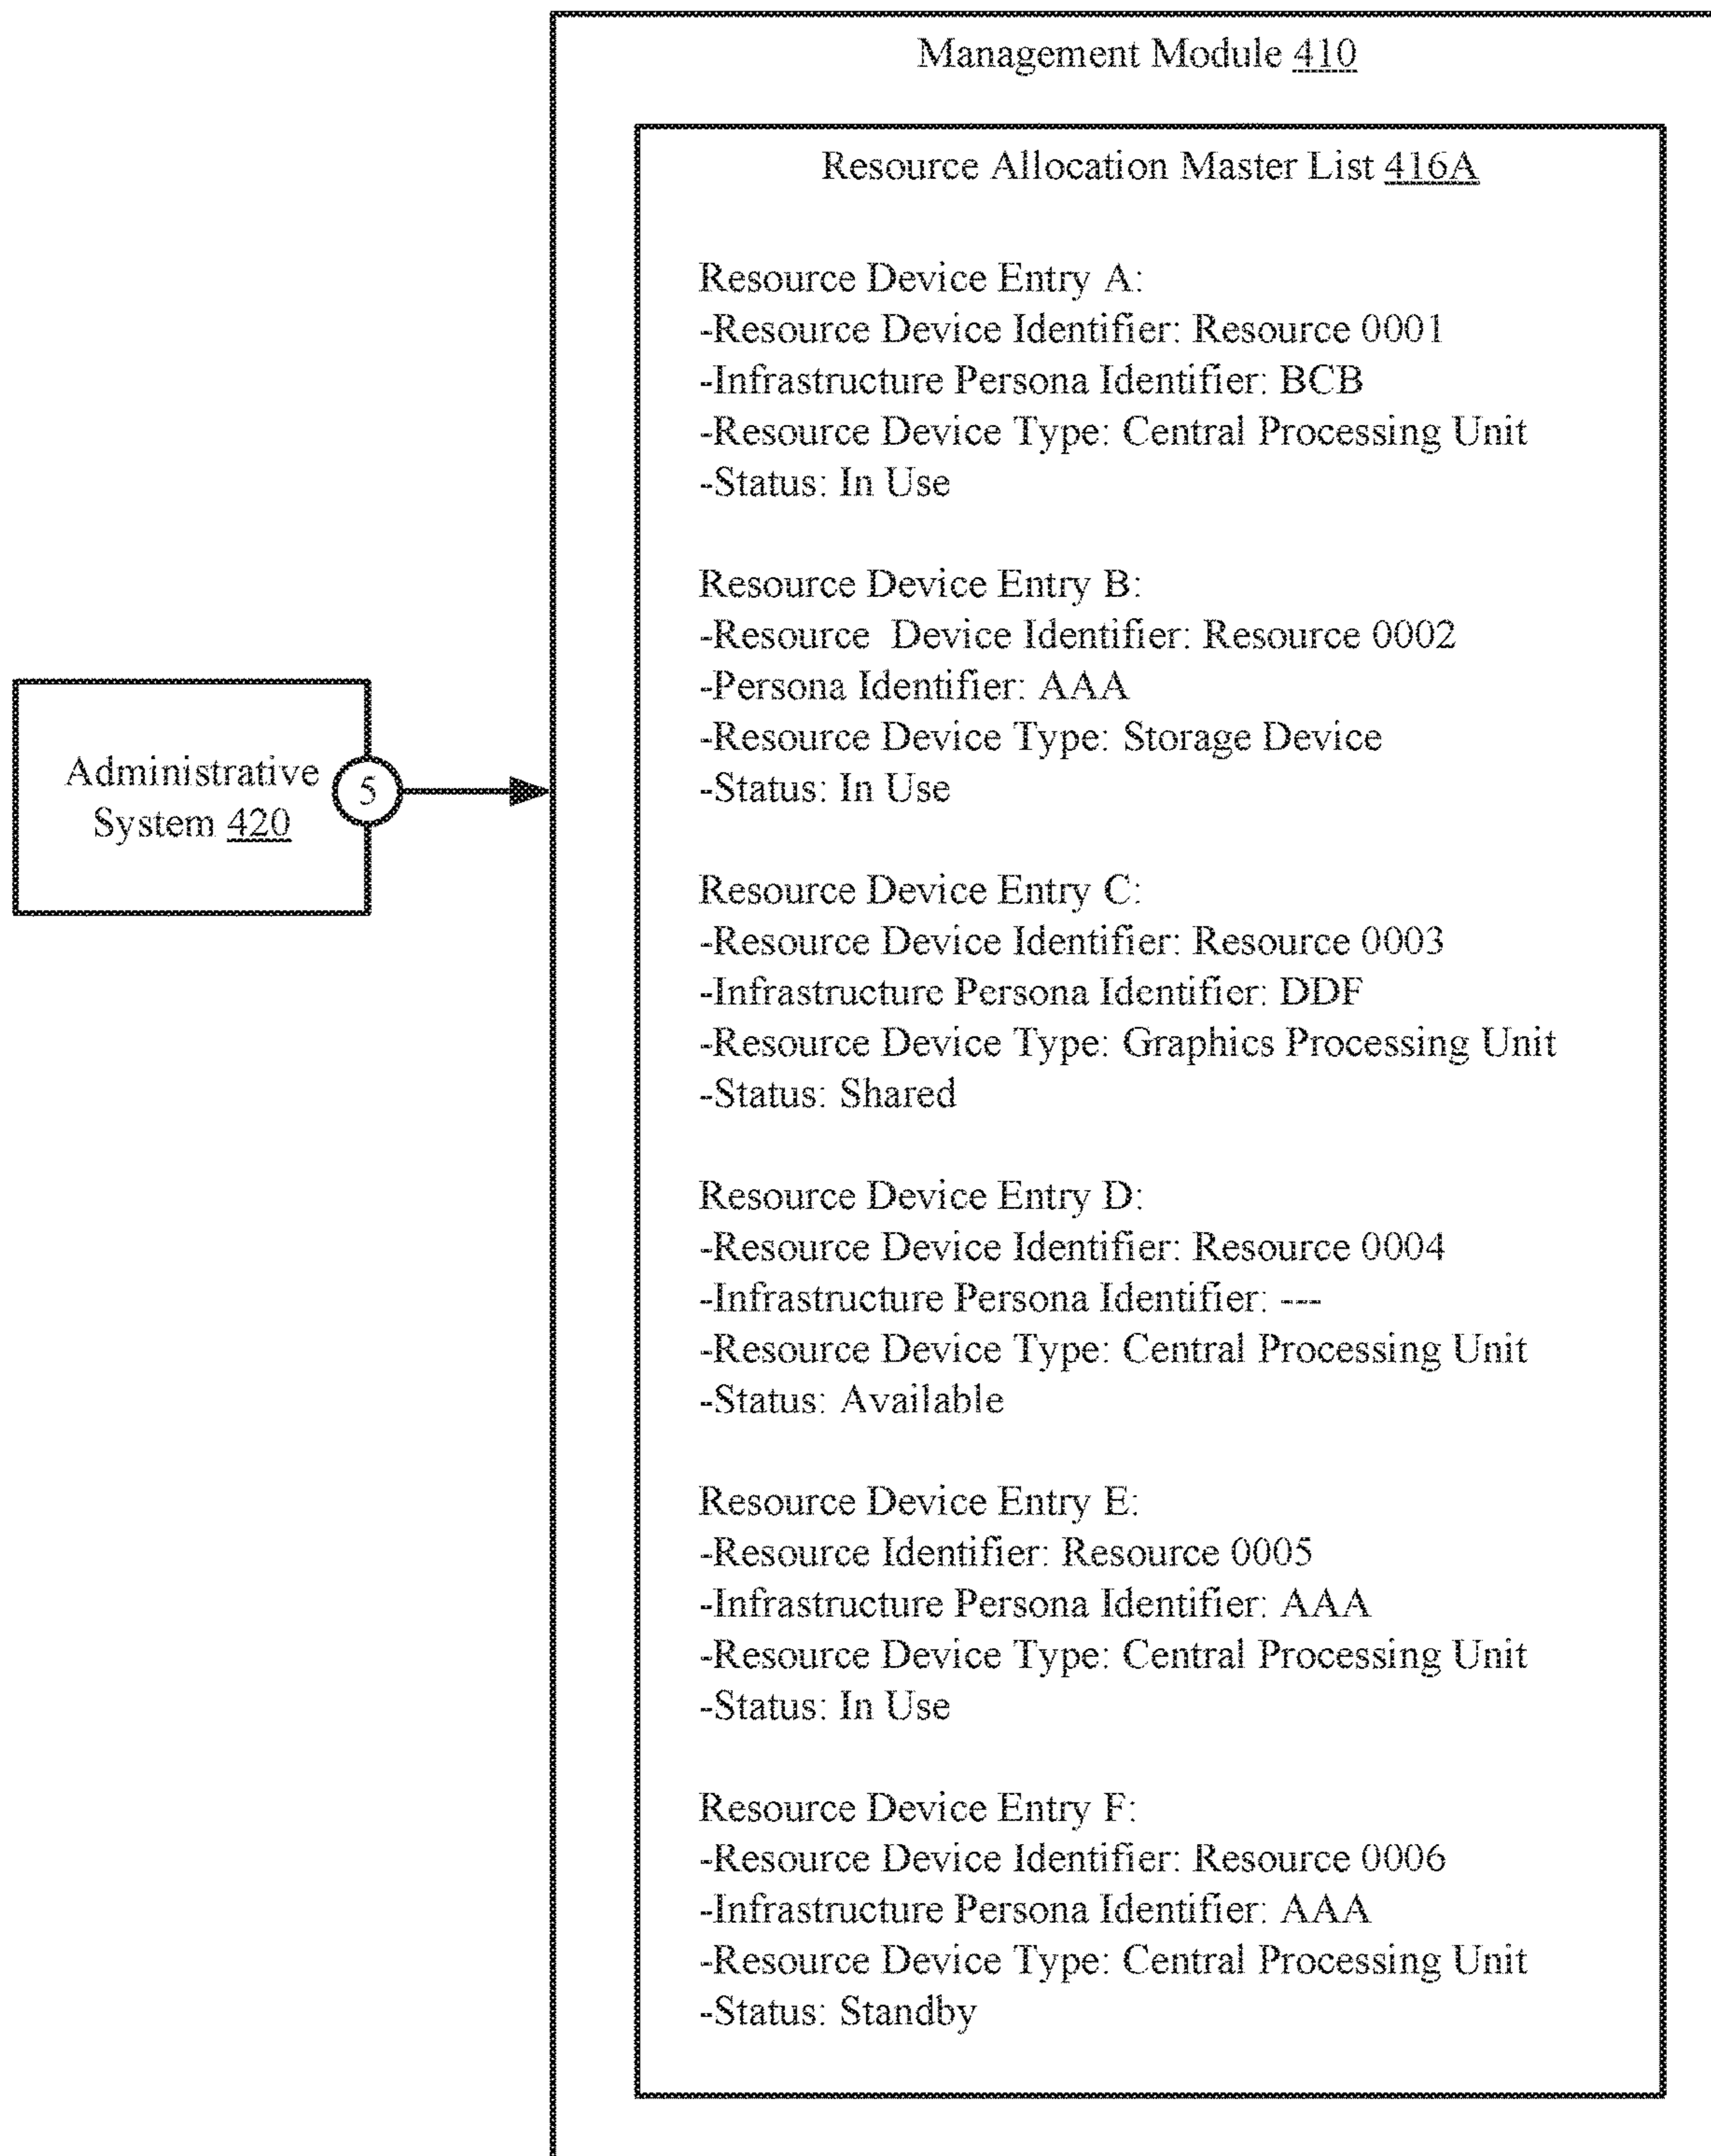 Management Module 410
Resource Allocation Master List 416A
Resource Device Entry A:
-Resource Device Identifier: Resource 0001
-Infrastructure Persona Identifier: BCB
-Resource Device Type: Central Processing Unit
-Status: In Use
Resource Device Entry B:
-Resource Device Identifier: Resource 0002
-Persona Identifier: AAA
-Resource Device Type: Storage Device
-Status: In Use
Administrative
System 420
5
Resource Device Entry C:
-Resource Device Identifier: Resource 0003
-Infrastructure Persona Identifier: DDF
-Resource Device Type: Graphics Processing Unit
-Status: Shared
Resource Device Entry D:
-Resource Device Identifier: Resource 0004
-Infrastructure Persona Identifier: ---
-Resource Device Type: Central Processing Unit
-Status: Available
Resource Device Entry E:
-Resource Identifier: Resource 0005
-Infrastructure Persona Identifier: AAA
-Resource Device Type: Central Processing Unit
-Status: In Use
Resource Device Entry F:
-Resource Device Identifier: Resource 0006
-Infrastructure Persona Identifier: AAA
-Resource Device Type: Central Processing Unit
-Status: Standby